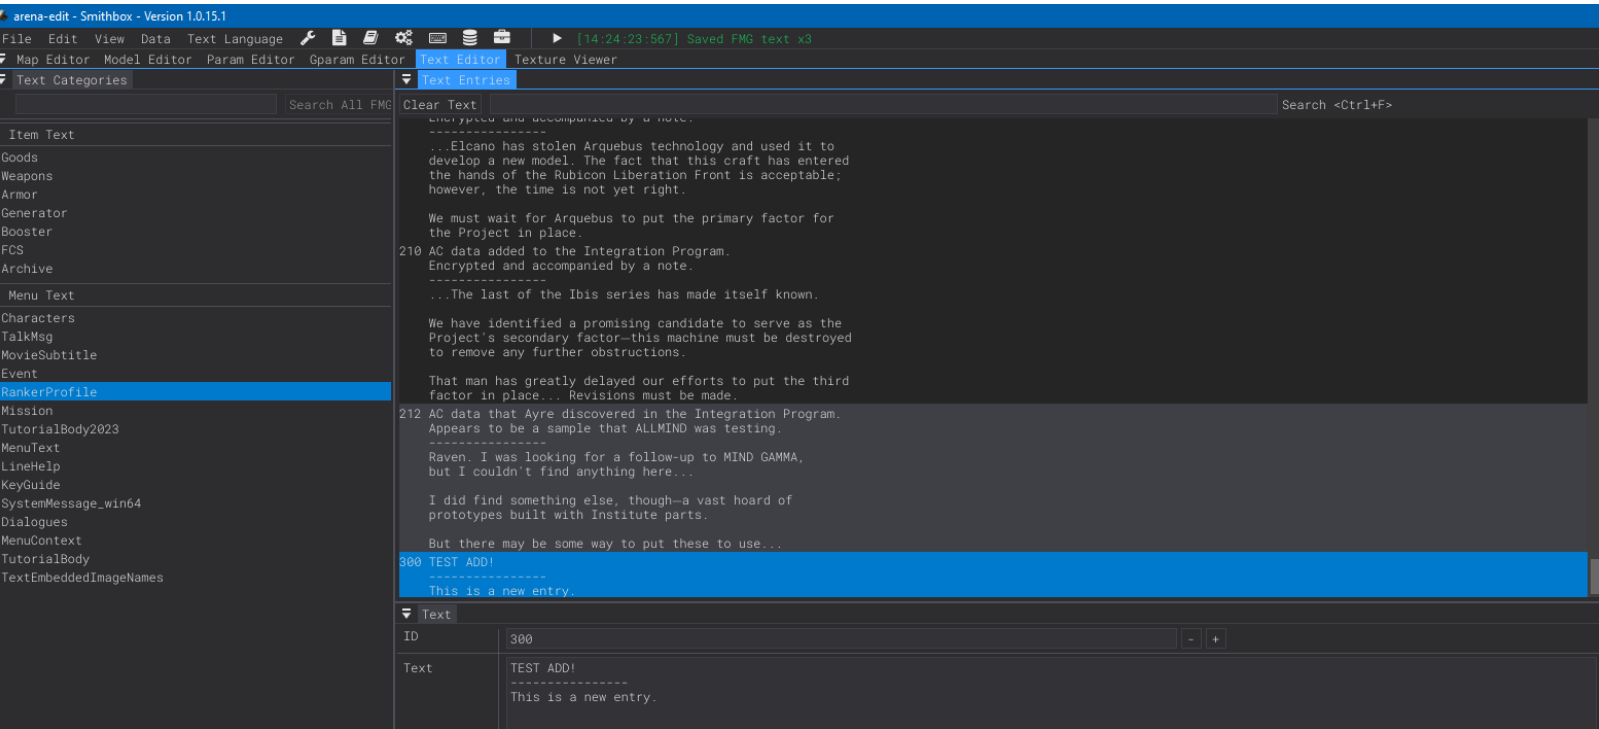 arena-edit - Smithbox - Version 1.0.15.1
File Edit View Data Text Language [14:24:23:567] Saved FMG text x3
Map Editor Model Editor Param Editor Gparam Editor Text Editor Texture Viewer
Text Categories
Search All FMG
Item Text
Goods
Weapons
Armor
Generator
Booster
FCS
Archive
Menu Text
Characters
TalkMsg
MovieSubtitle
Event
RankerProfile
Mission
TutorialBody2023
MenuText
LineHelp
KeyGuide
SystemMessage_win64
Dialogues
MenuContext
TutorialBody
TextEmbeddedImageNames
Text Entries
Clear Text Search <Ctrl+F>
Encrypted and accompanied by a note.
----------------
...Elcano has stolen Arquebus technology and used it to
develop a new model. The fact that this craft has entered
the hands of the Rubicon Liberation Front is acceptable;
however, the time is not yet right.
We must wait for Arquebus to put the primary factor for
the Project in place.
210 AC data added to the Integration Program.
Encrypted and accompanied by a note.
----------------
...The last of the Ibis series has made itself known.
We have identified a promising candidate to serve as the
Project's secondary factor—this machine must be destroyed
to remove any further obstructions.
That man has greatly delayed our efforts to put the third
factor in place... Revisions must be made.
212 AC data that Ayre discovered in the Integration Program.
Appears to be a sample that ALLMIND was testing.
----------------
Raven. I was looking for a follow-up to MIND GAMMA,
but I couldn't find anything here...
I did find something else, though—a vast hoard of
prototypes built with Institute parts.
But there may be some way to put these to use...
300 TEST ADD!
----------------
This is a new entry.
Text
ID 300 - +
Text TEST ADD!
----------------
This is a new entry.